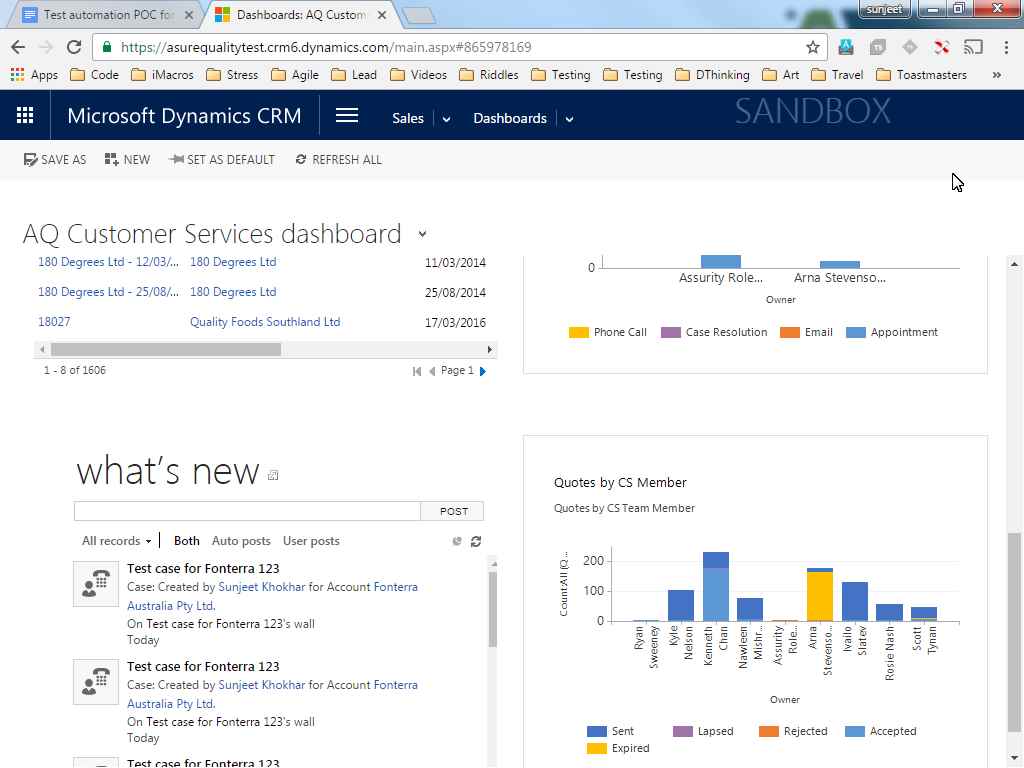 Test automation POC for
Dashboards: AQ Custom
sunjeet
https://asurequalitytest.crm6.dynamics.com/main.aspx#865978169
Apps Code iMacros Stress Agile Lead Videos Riddles Testing Testing DThinking Art Travel Toastmasters »
Microsoft Dynamics CRM Sales Dashboards SANDBOX
SAVE AS NEW SET AS DEFAULT REFRESH ALL
AQ Customer Services dashboard
180 Degrees Ltd - 12/03/... 180 Degrees Ltd 11/03/2014
180 Degrees Ltd - 25/08/... 180 Degrees Ltd 25/08/2014
18027 Quality Foods Southland Ltd 17/03/2016
1 - 8 of 1606 Page 1
0
Assurity Role... Arna Stevenso...
Owner
Phone Call Case Resolution Email Appointment
what's new
POST
All records Both Auto posts User posts
Test case for Fonterra 123
Case: Created by Sunjeet Khokhar for Account Fonterra
Australia Pty Ltd.
On Test case for Fonterra 123's wall
Today
Test case for Fonterra 123
Case: Created by Sunjeet Khokhar for Account Fonterra
Australia Pty Ltd.
On Test case for Fonterra 123's wall
Today
Test case for Fonterra 123
Quotes by CS Member
Quotes by CS Team Member
Count:All (Q...
200
100
0
Ryan Sweeney
Kyle Nelson
Kenneth Chan
Nawleen Mishr...
Assurity Role...
Arna Stevenso...
Ivailo Slatev
Rosie Nash
Scott Tynan
Owner
Sent Lapsed Rejected Accepted
Expired